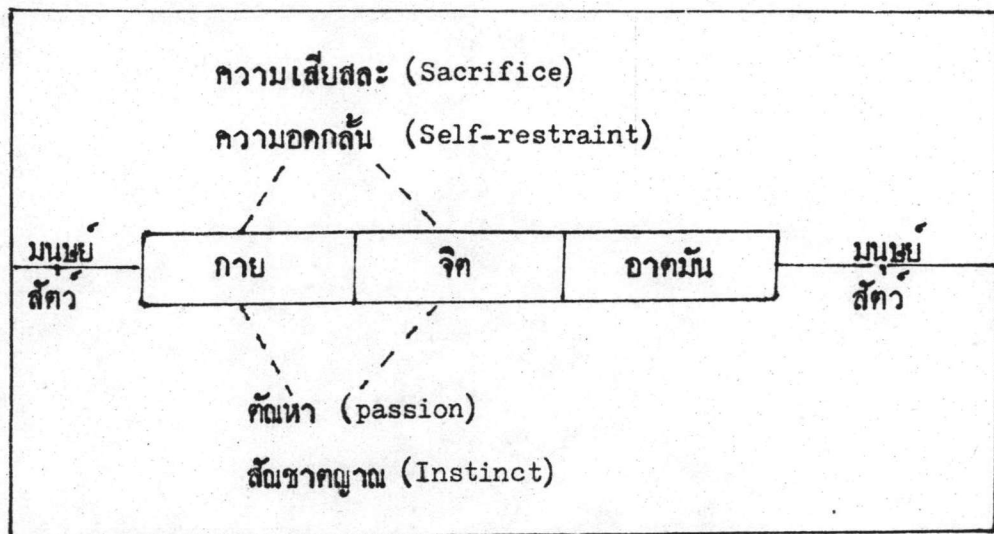 ความเสียสละ (Sacrifice)
ความอดกลั้น (Self-restraint)
มนุษย์ กาย จิต อาตมัน มนุษย์
สัตว์ สัตว์
ตัณหา (passion)
สัญชาตญาณ (Instinct)